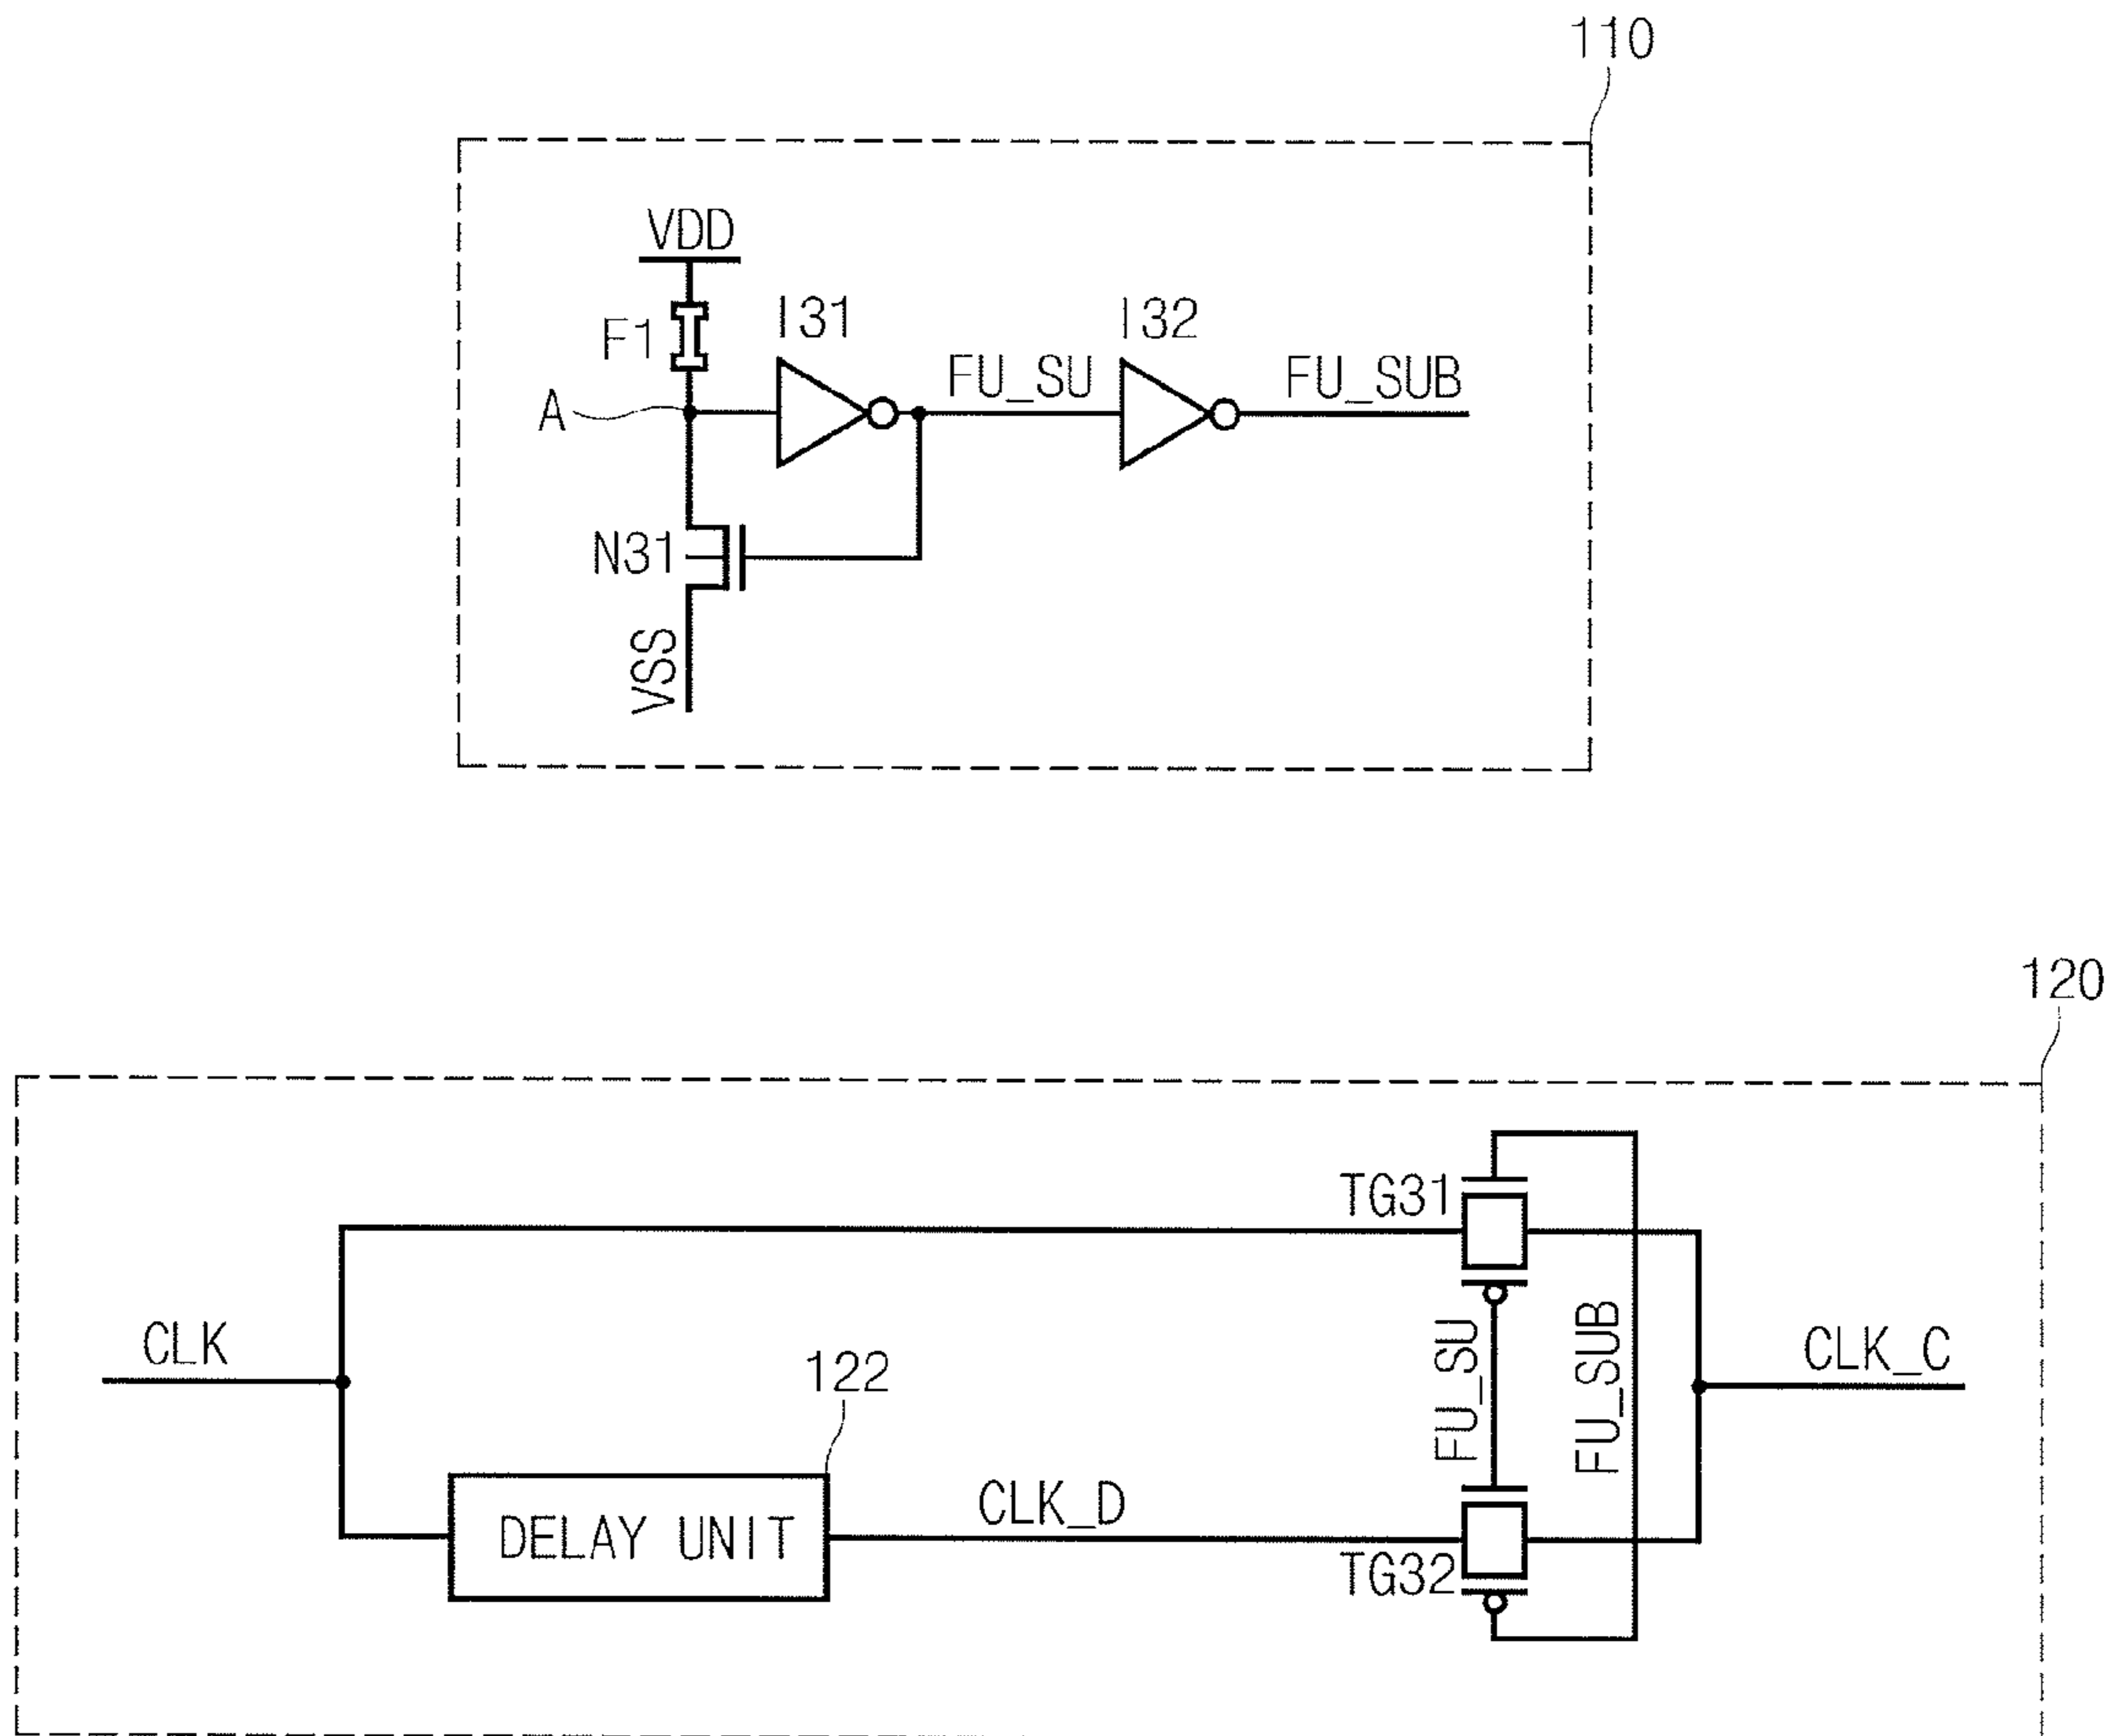 110
VDD
F1
I31
I32
FU_SU
FU_SUB
A
N31
VSS
120
TG31
CLK
122
FU_SU
FU_SUB
CLK_C
DELAY UNIT
CLK_D
TG32